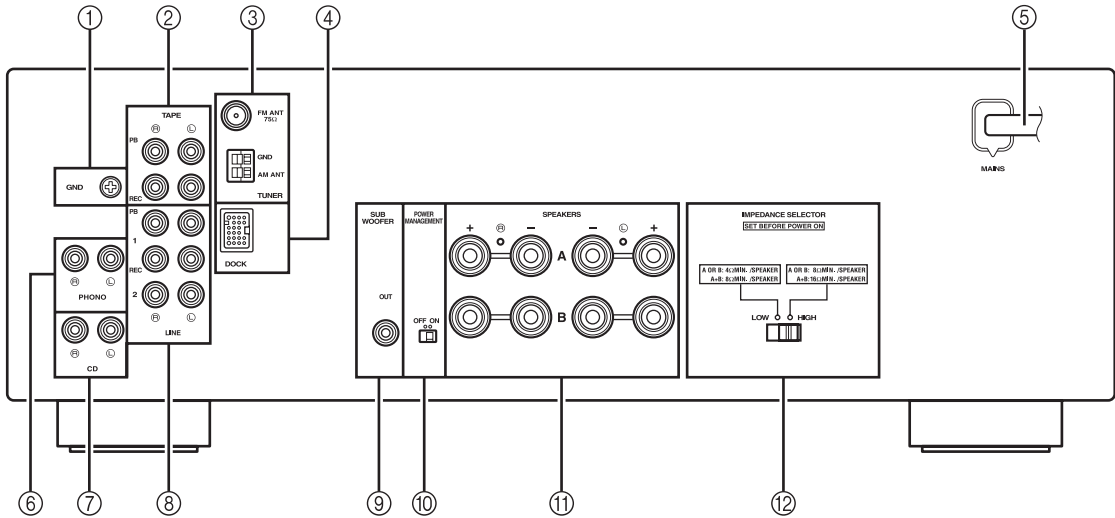 ① ② ③ ④ ⑤
TAPE
Ⓡ Ⓛ
PB
REC
GND
FM ANT
75Ω
GND
AM ANT
TUNER
DOCK
PB
1
REC
2
Ⓡ Ⓛ
LINE
Ⓡ Ⓛ
PHONO
Ⓡ Ⓛ
CD
SUB
WOOFER
OUT
POWER
MANAGEMENT
OFF ON
SPEAKERS
+ Ⓡ − − Ⓛ +
A
B
IMPEDANCE SELECTOR
SET BEFORE POWER ON
A OR B: 4ΩMIN. /SPEAKER
A+B: 8ΩMIN. /SPEAKER
A OR B: 8ΩMIN. /SPEAKER
A+B:16ΩMIN. /SPEAKER
LOW HIGH
MAINS
⑥ ⑦ ⑧ ⑨ ⑩ ⑪ ⑫